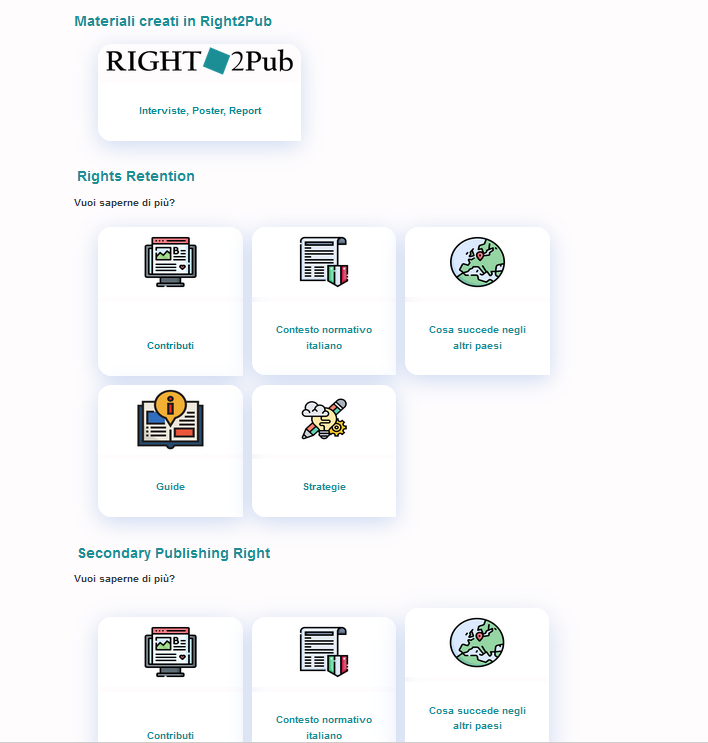 Materiali creati in Right2Pub
RIGHT 2Pub
Interviste, Poster, Report
Rights Retention
Vuoi saperne di più?
Contributi
Contesto normativo
italiano
Cosa succede negli
altri paesi
Guide
Strategie
Secondary Publishing Right
Vuoi saperne di più?
Contributi
Contesto normativo
italiano
Cosa succede negli
altri paesi